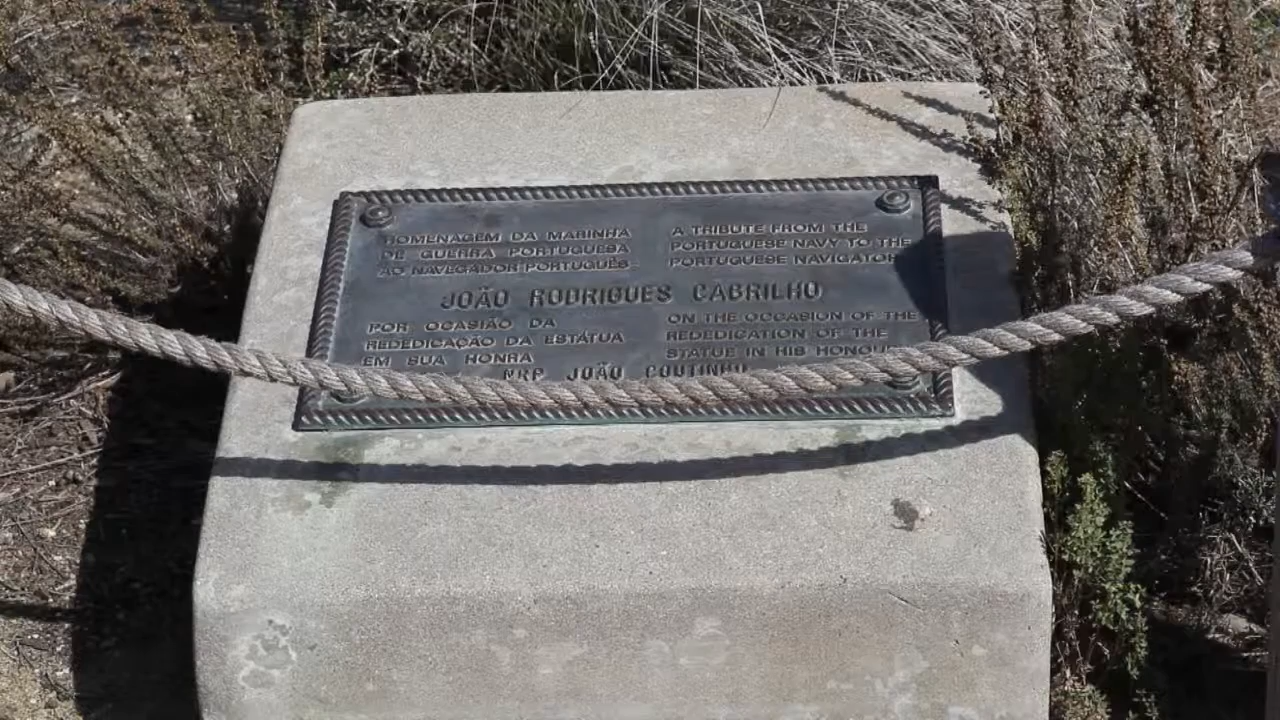 HOMENAGEM DA MARINHA
DE GUERRA PORTUGUESA
AO NAVEGADOR PORTUGUÊS
A TRIBUTE FROM THE
PORTUGUESE NAVY TO THE
PORTUGUESE NAVIGATOR
JOÃO RODRIGUES CABRILHO
POR OCASIÃO DA
REDEDICAÇÃO DA ESTÁTUA
EM SUA HONRA
ON THE OCCASION OF THE
REDEDICATION OF THE
STATUE IN HIS HONOUR
NRP JOÃO COUTINHO